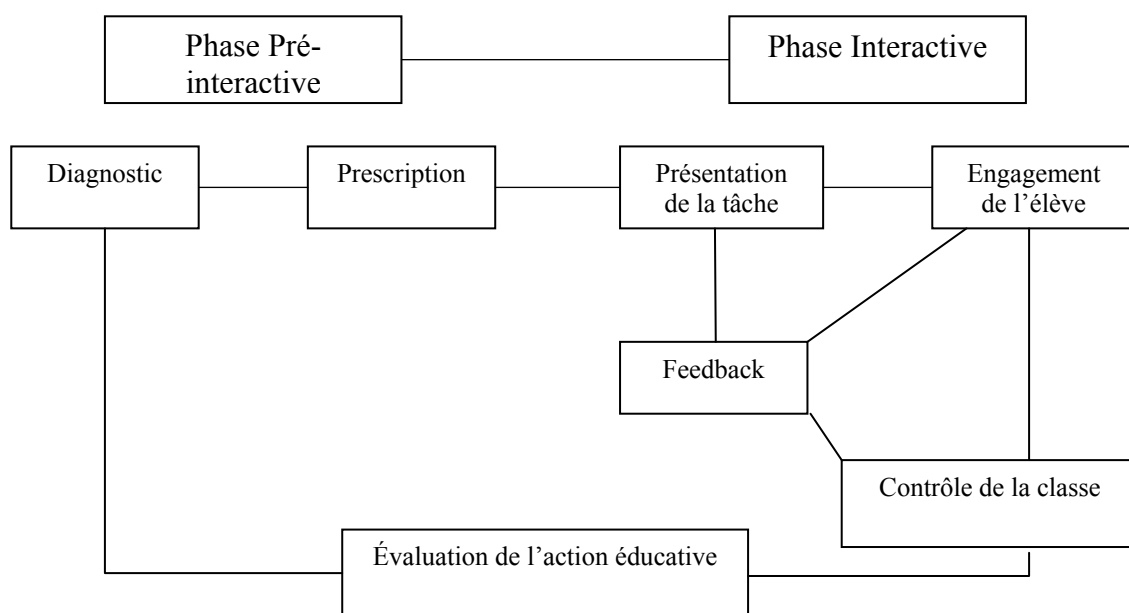 Phase Pré-
interactive
Phase Interactive
Diagnostic
Prescription
Présentation
de la tâche
Engagement
de l’élève
Feedback
Contrôle de la classe
Évaluation de l’action éducative